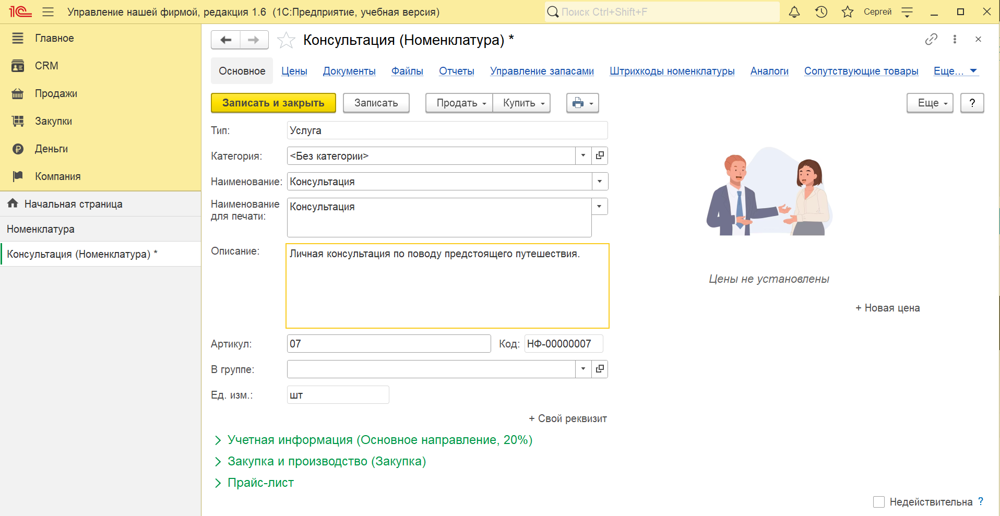 1С Управление нашей фирмой, редакция 1.6 (1С:Предприятие, учебная версия) Поиск Ctrl+Shift+F Сергей
Главное
CRM
Продажи
Закупки
Деньги
Компания
Начальная страница
Номенклатура
Консультация (Номенклатура) *
Консультация (Номенклатура) *
Основное Цены Документы Файлы Отчеты Управление запасами Штрихкоды номенклатуры Аналоги Сопутствующие товары Еще...
Записать и закрыть Записать Продать Купить Еще ?
Тип: Услуга
Категория: <Без категории>
Наименование: Консультация
Наименование для печати: Консультация
Описание: Личная консультация по поводу предстоящего путешествия.
Цены не установлены
+ Новая цена
Артикул: 07 Код: НФ-00000007
В группе:
Ед. изм.: шт
+ Свой реквизит
Учетная информация (Основное направление, 20%)
Закупка и производство (Закупка)
Прайс-лист
Недействительна ?